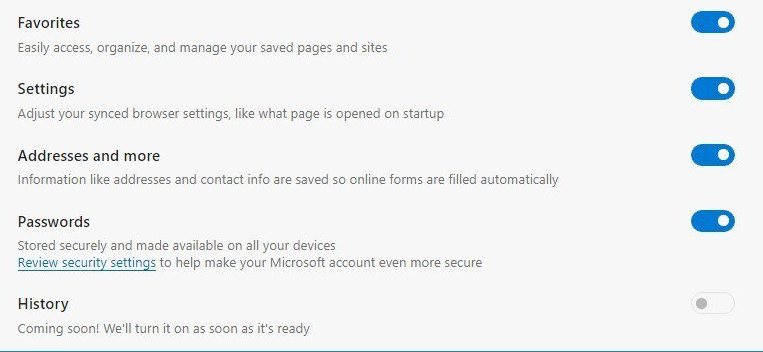 Favorites
Easily access, organize, and manage your saved pages and sites
Settings
Adjust your synced browser settings, like what page is opened on startup
Addresses and more
Information like addresses and contact info are saved so online forms are filled automatically
Passwords
Stored securely and made available on all your devices
Review security settings to help make your Microsoft account even more secure
History
Coming soon! We'll turn it on as soon as it's ready